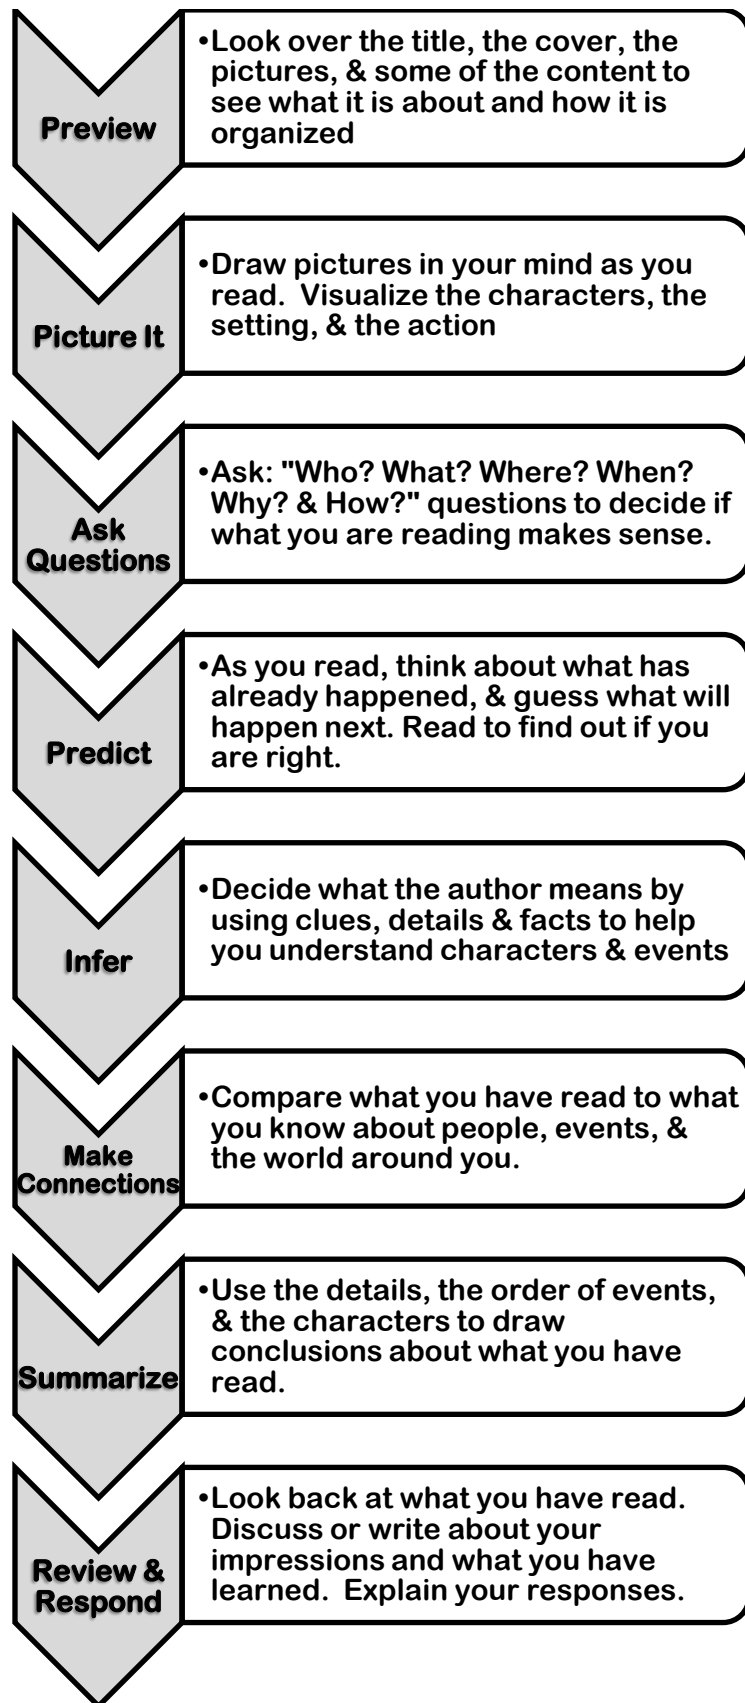 Preview
•Look over the title, the cover, the
pictures, & some of the content to
see what it is about and how it is
organized
Picture It
•Draw pictures in your mind as you
read.  Visualize the characters, the
setting, & the action
Ask
Questions
•Ask: "Who? What? Where? When?
Why? & How?" questions to decide if
what you are reading makes sense.
Predict
•As you read, think about what has
already happened, & guess what will
happen next. Read to find out if you
are right.
Infer
•Decide what the author means by
using clues, details & facts to help
you understand characters & events
Make
Connections
•Compare what you have read to what
you know about people, events, &
the world around you.
Summarize
•Use the details, the order of events,
& the characters to draw
conclusions about what you have
read.
Review &
Respond
•Look back at what you have read.
Discuss or write about your
impressions and what you have
learned.  Explain your responses.